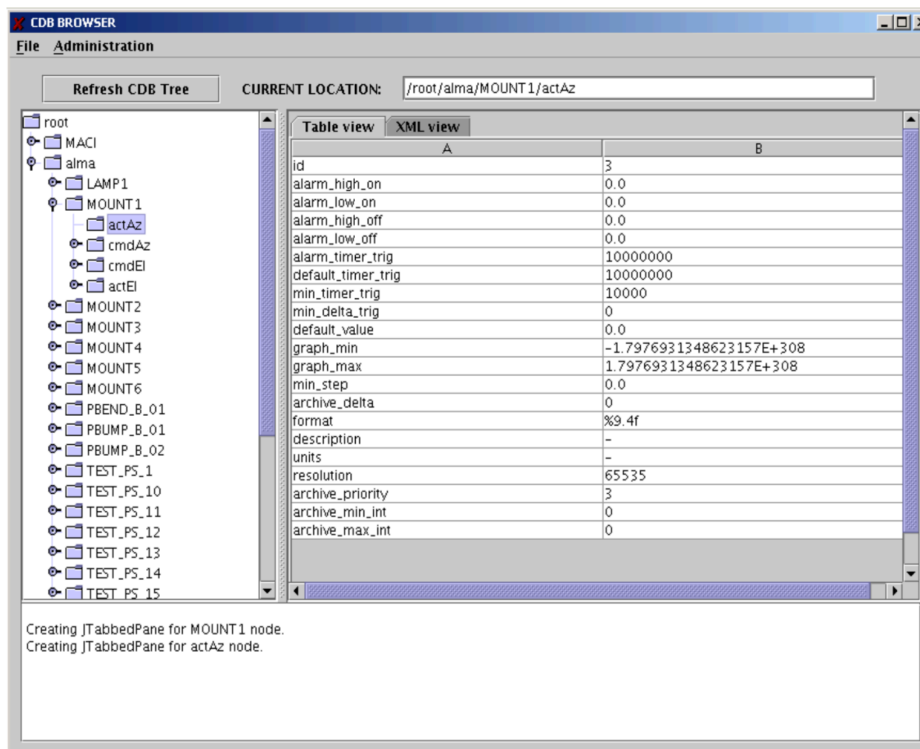 CDB BROWSER
File Administration
Refresh CDB Tree CURRENT LOCATION: /root/alma/MOUNT1/actAz
root
MACI
alma
LAMP1
MOUNT1
actAz
cmdAz
cmdEl
actEl
MOUNT2
MOUNT3
MOUNT4
MOUNT5
MOUNT6
PBEND_B_01
PBUMP_B_01
PBUMP_B_02
TEST_PS_1
TEST_PS_10
TEST_PS_11
TEST_PS_12
TEST_PS_13
TEST_PS_14
TEST_PS_15
Table view XML view
A B
id 3
alarm_high_on 0.0
alarm_low_on 0.0
alarm_high_off 0.0
alarm_low_off 0.0
alarm_timer_trig 10000000
default_timer_trig 10000000
min_timer_trig 10000
min_delta_trig 0
default_value 0.0
graph_min -1.7976931348623157E+308
graph_max 1.7976931348623157E+308
min_step 0.0
archive_delta 0
format %9.4f
description -
units -
resolution 65535
archive_priority 3
archive_min_int 0
archive_max_int 0
Creating JTabbedPane for MOUNT1 node.
Creating JTabbedPane for actAz node.